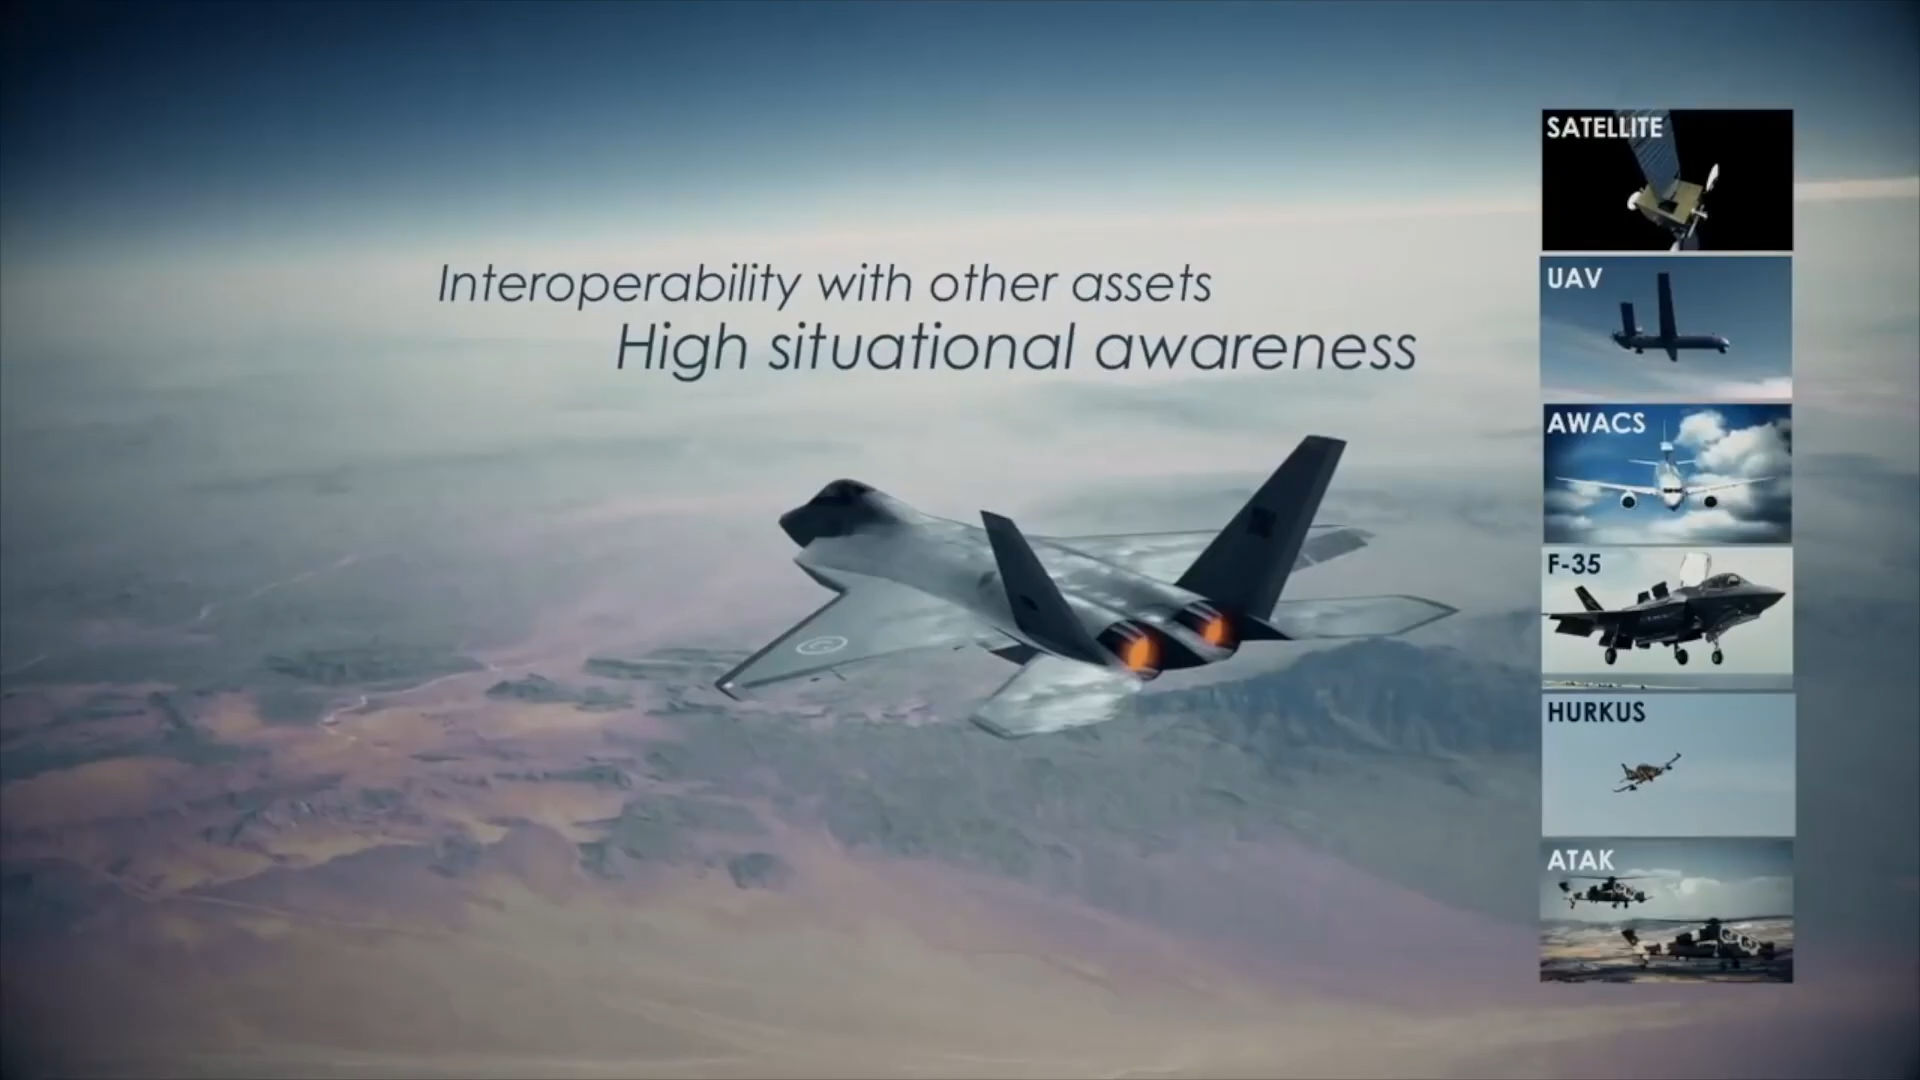 Interoperability with other assets
High situational awareness
SATELLITE
UAV
AWACS
F-35
HURKUS
ATAK